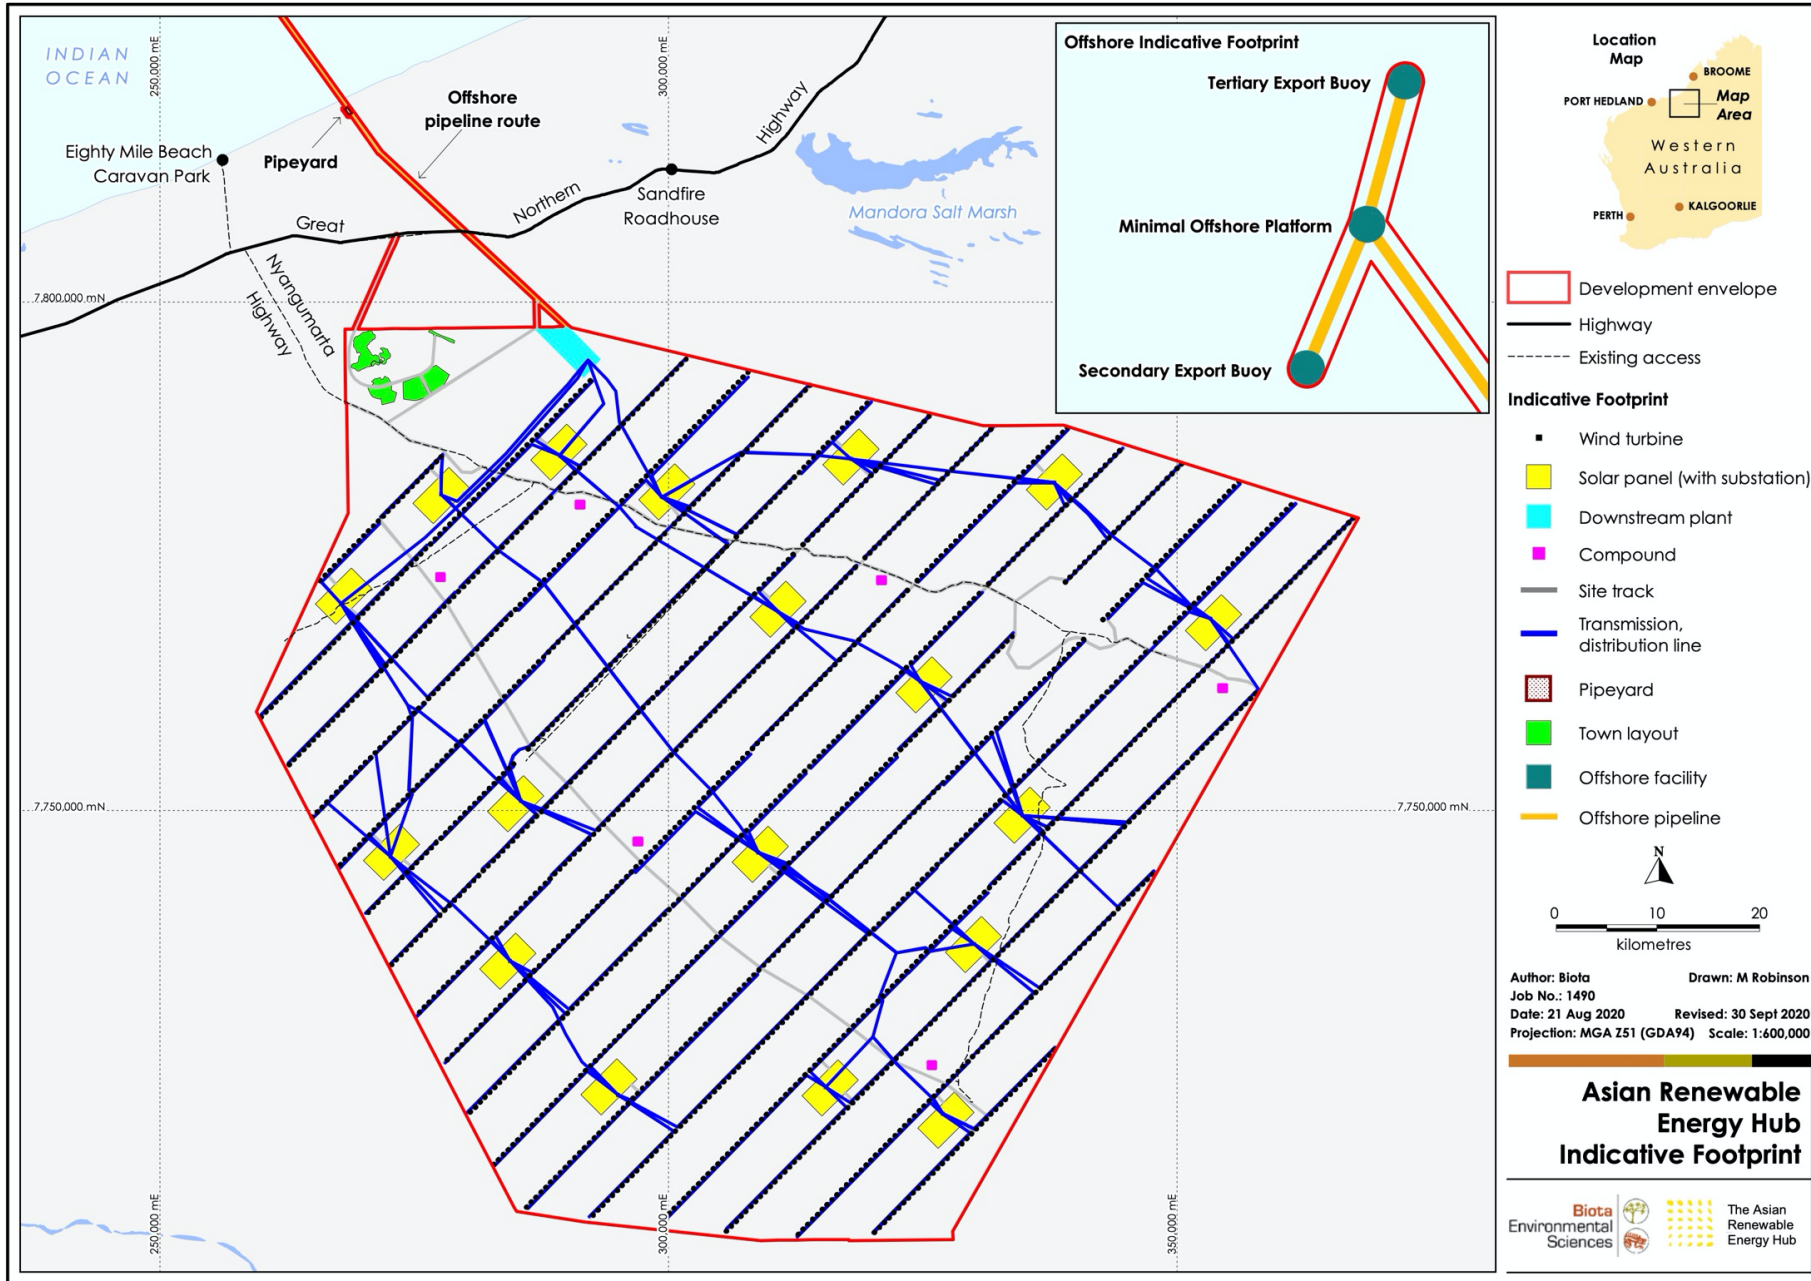 INDIAN
OCEAN
250,000 mE
300,000 mE
Offshore
pipeline route
Pipeyard
Eighty Mile Beach
Caravan Park
Great
Northern
Highway
Sandfire
Roadhouse
Mandora Salt Marsh
Nyangumarta
Highway
7,800,000 mN
7,750,000 mN
7,750,000 mN
250,000 mE
300,000 mE
350,000 mE
Offshore Indicative Footprint
Tertiary Export Buoy
Minimal Offshore Platform
Secondary Export Buoy
Location
Map
BROOME
PORT HEDLAND
Map
Area
Western
Australia
PERTH
KALGOORLIE
Development envelope
Highway
Existing access
Indicative Footprint
Wind turbine
Solar panel (with substation)
Downstream plant
Compound
Site track
Transmission,
distribution line
Pipeyard
Town layout
Offshore facility
Offshore pipeline
N
0 10 20
kilometres
Author: Biota Drawn: M Robinson
Job No.: 1490
Date: 21 Aug 2020 Revised: 30 Sept 2020
Projection: MGA Z51 (GDA94) Scale: 1:600,000
Asian Renewable
Energy Hub
Indicative Footprint
Biota
Environmental
Sciences
The Asian
Renewable
Energy Hub